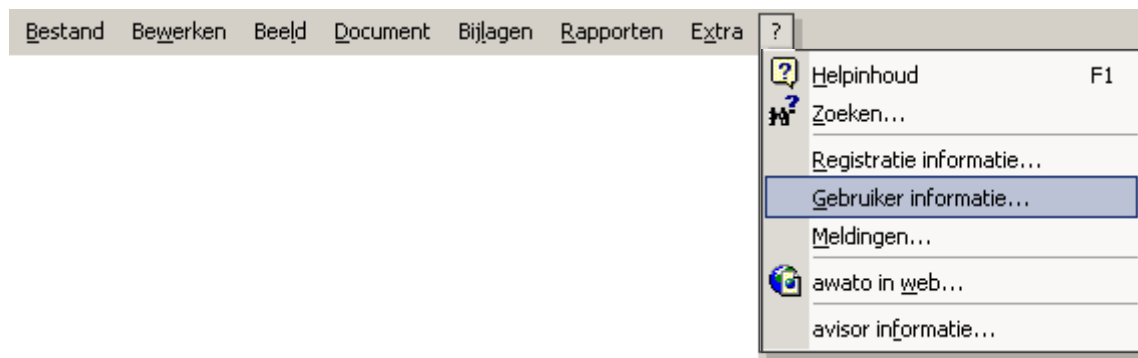 Bestand Bewerken Beeld Document Bijlagen Rapporten Extra ?
Helpinhoud F1
Zoeken...
Registratie informatie...
Gebruiker informatie...
Meldingen...
awato in web...
avisor informatie...